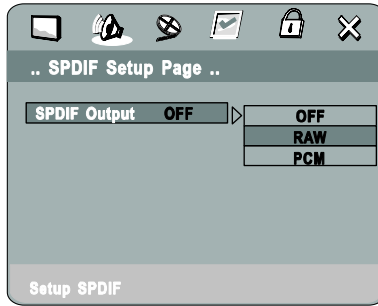 .. SPDIF Setup Page ..
SPDIF Output OFF
OFF
RAW
PCM
Setup SPDIF